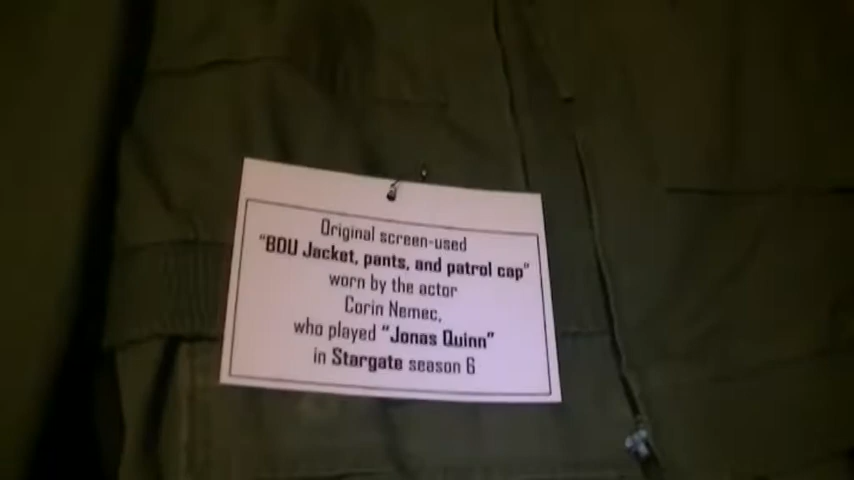 Original screen-used
"BDU Jacket, pants, and patrol cap"
worn by the actor
Corin Nemec,
who played "Jonas Quinn"
in Stargate season 6